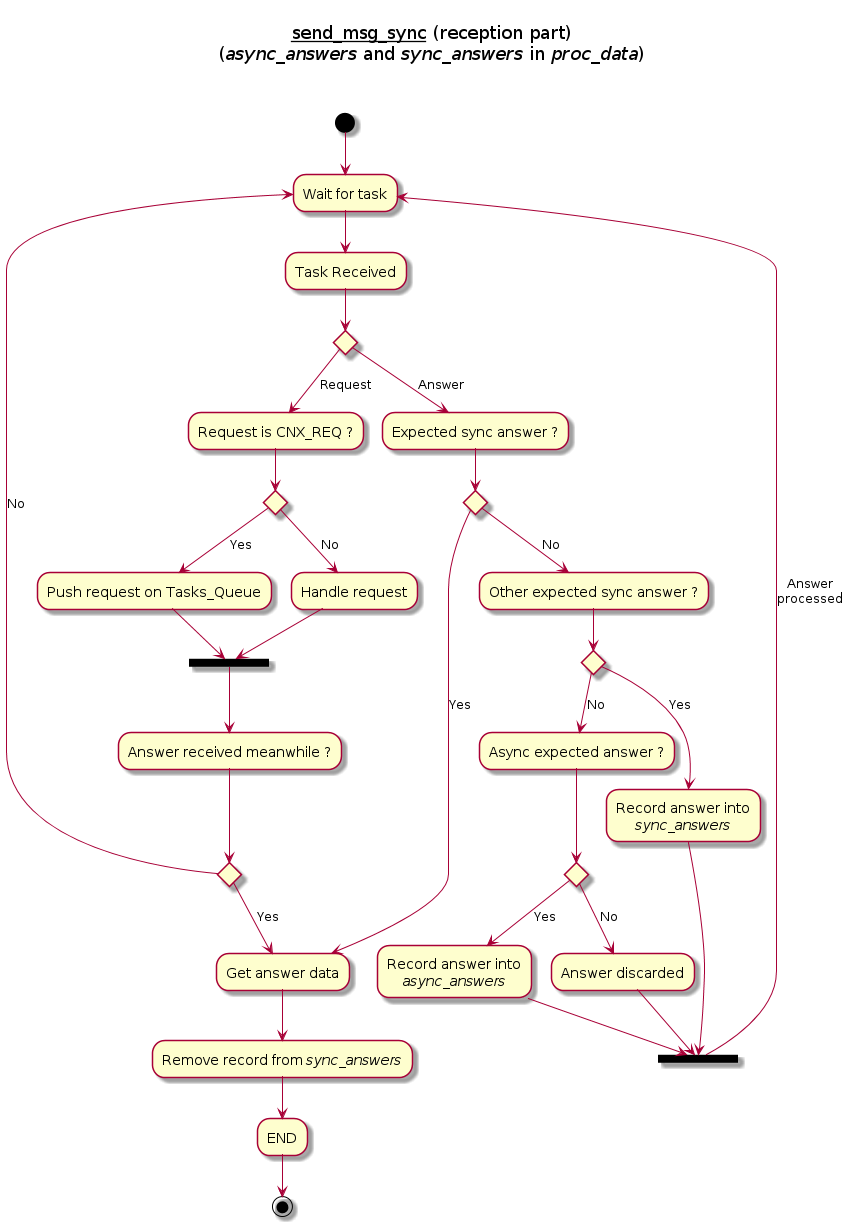 send_msg_sync (reception part)
(async_answers and sync_answers in proc_data)
Wait for task
Task Received
Request
Answer
Request is CNX_REQ ?
Expected sync answer ?
No
Yes
No
No
Push request on Tasks_Queue
Handle request
Other expected sync answer ?
Answer
processed
Yes
No
Yes
Answer received meanwhile ?
Async expected answer ?
Record answer into
sync_answers
Yes
Yes
No
Get answer data
Record answer into
async_answers
Answer discarded
Remove record from sync_answers
END